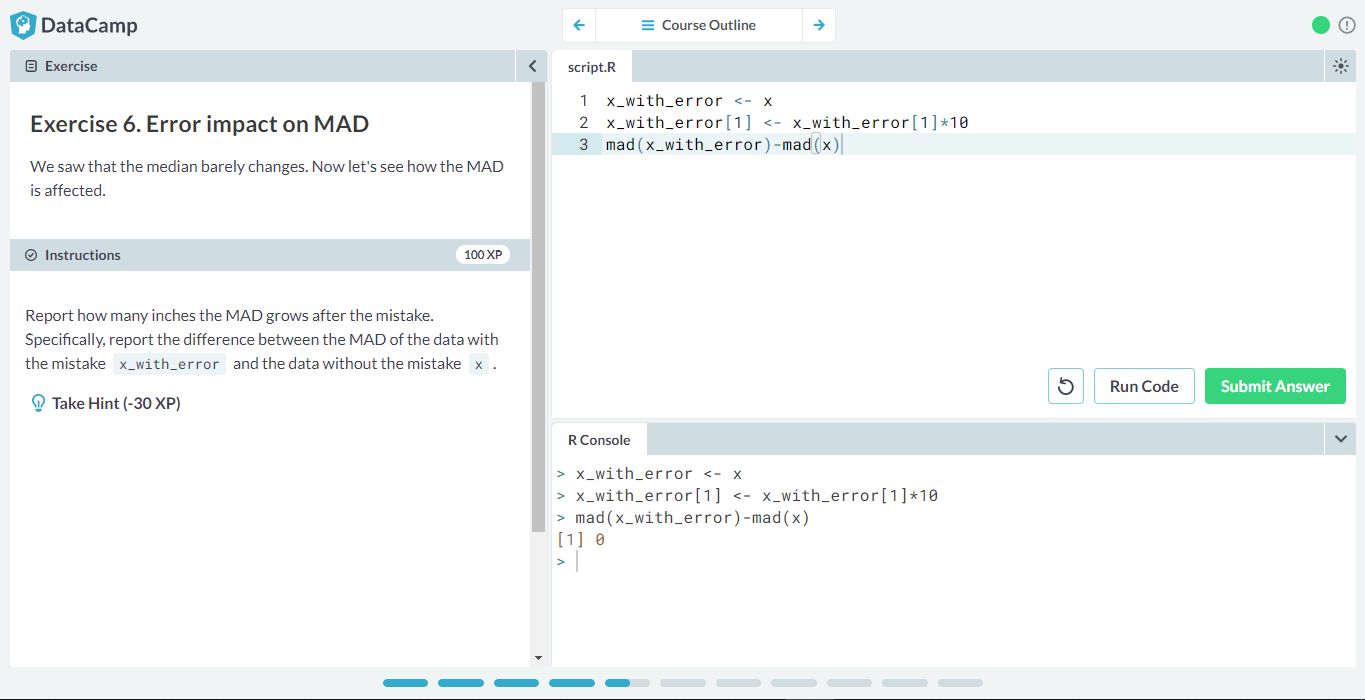 DataCamp
Course Outline
Exercise
Exercise 6. Error impact on MAD
We saw that the median barely changes. Now let's see how the MAD
is affected.
Instructions
100 XP
Report how many inches the MAD grows after the mistake.
Specifically, report the difference between the MAD of the data with
the mistake x_with_error and the data without the mistake x .
Take Hint (-30 XP)
script.R
1 x_with_error <- x
2 x_with_error[1] <- x_with_error[1]*10
3 mad(x_with_error)-mad(x)
Run Code
Submit Answer
R Console
> x_with_error <- x
> x_with_error[1] <- x_with_error[1]*10
> mad(x_with_error)-mad(x)
[1] 0
>